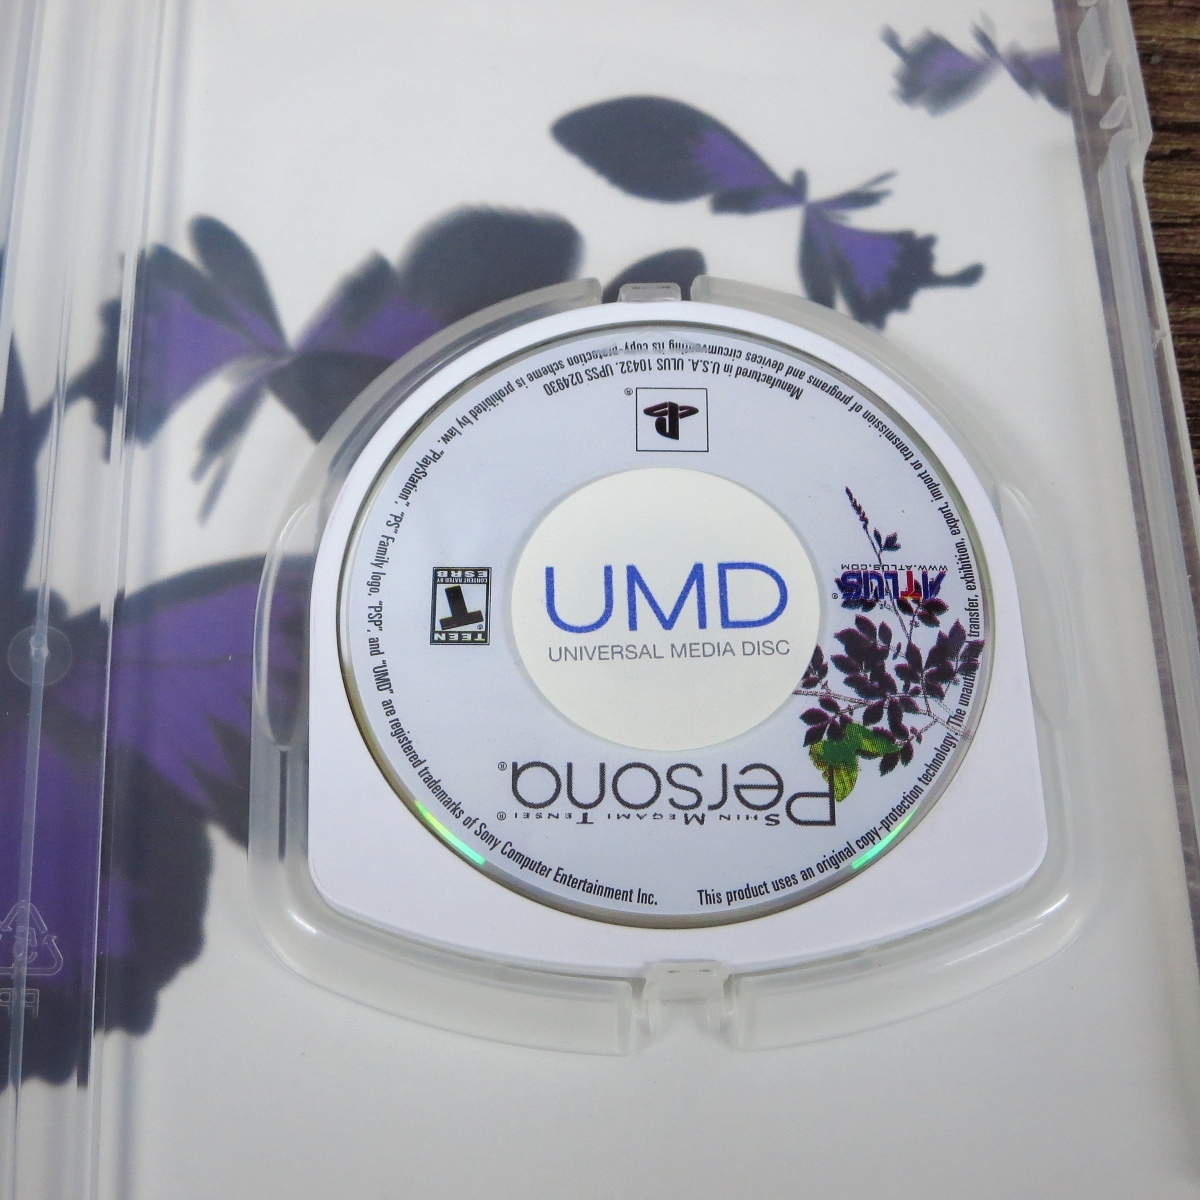 UMD
UNIVERSAL MEDIA DISC
SHIN MEGAMI TENSEI®
Persona®
ATLUS®
WWW.ATLUS.COM
TEEN
T
®
CONTENT RATED BY
ESRB
®
This product uses an original copy-protection technology. The unauthorized transfer, exhibition, export, import or transmission of programs and devices circumventing its copy-protection scheme is prohibited by law. "PlayStation", "PS" Family logo, "PSP", and "UMD" are registered trademarks of Sony Computer Entertainment Inc.
Manufactured in U.S.A. ULUS 10432. UPSS 024930
PP